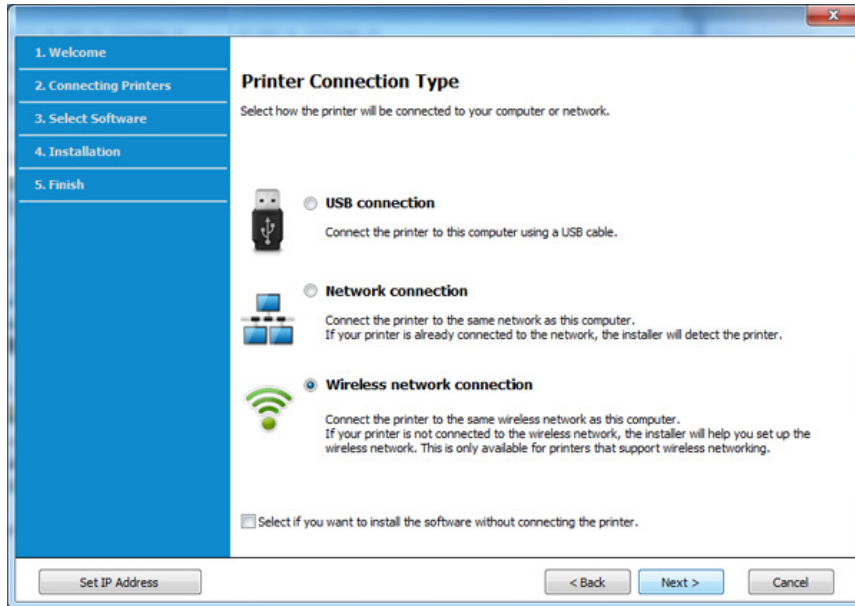 1. Welcome
2. Connecting Printers
3. Select Software
4. Installation
5. Finish
Printer Connection Type
Select how the printer will be connected to your computer or network.
USB connection
Connect the printer to this computer using a USB cable.
Network connection
Connect the printer to the same network as this computer.
If your printer is already connected to the network, the installer will detect the printer.
Wireless network connection
Connect the printer to the same wireless network as this computer.
If your printer is not connected to the wireless network, the installer will help you set up the
wireless network. This is only available for printers that support wireless networking.
Select if you want to install the software without connecting the printer.
Set IP Address
< Back
Next >
Cancel